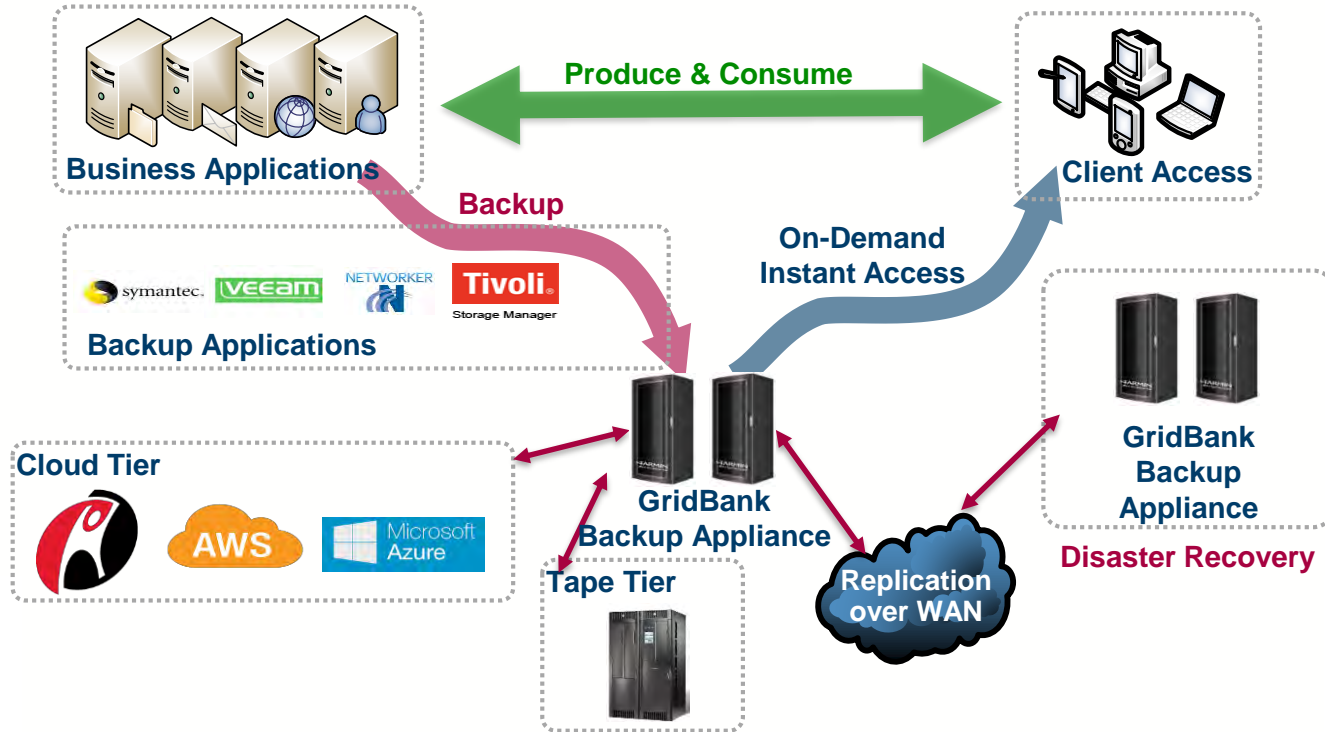 Produce & Consume
Business Applications
Client Access
Backup
On-Demand
Instant Access
symantec.
veeam
NETWORKER
N
Tivoli®
Storage Manager
Backup Applications
GridBank
Backup Appliance
GridBank
Backup
Appliance
Disaster Recovery
Cloud Tier
AWS
Microsoft
Azure
Tape Tier
Replication
over WAN